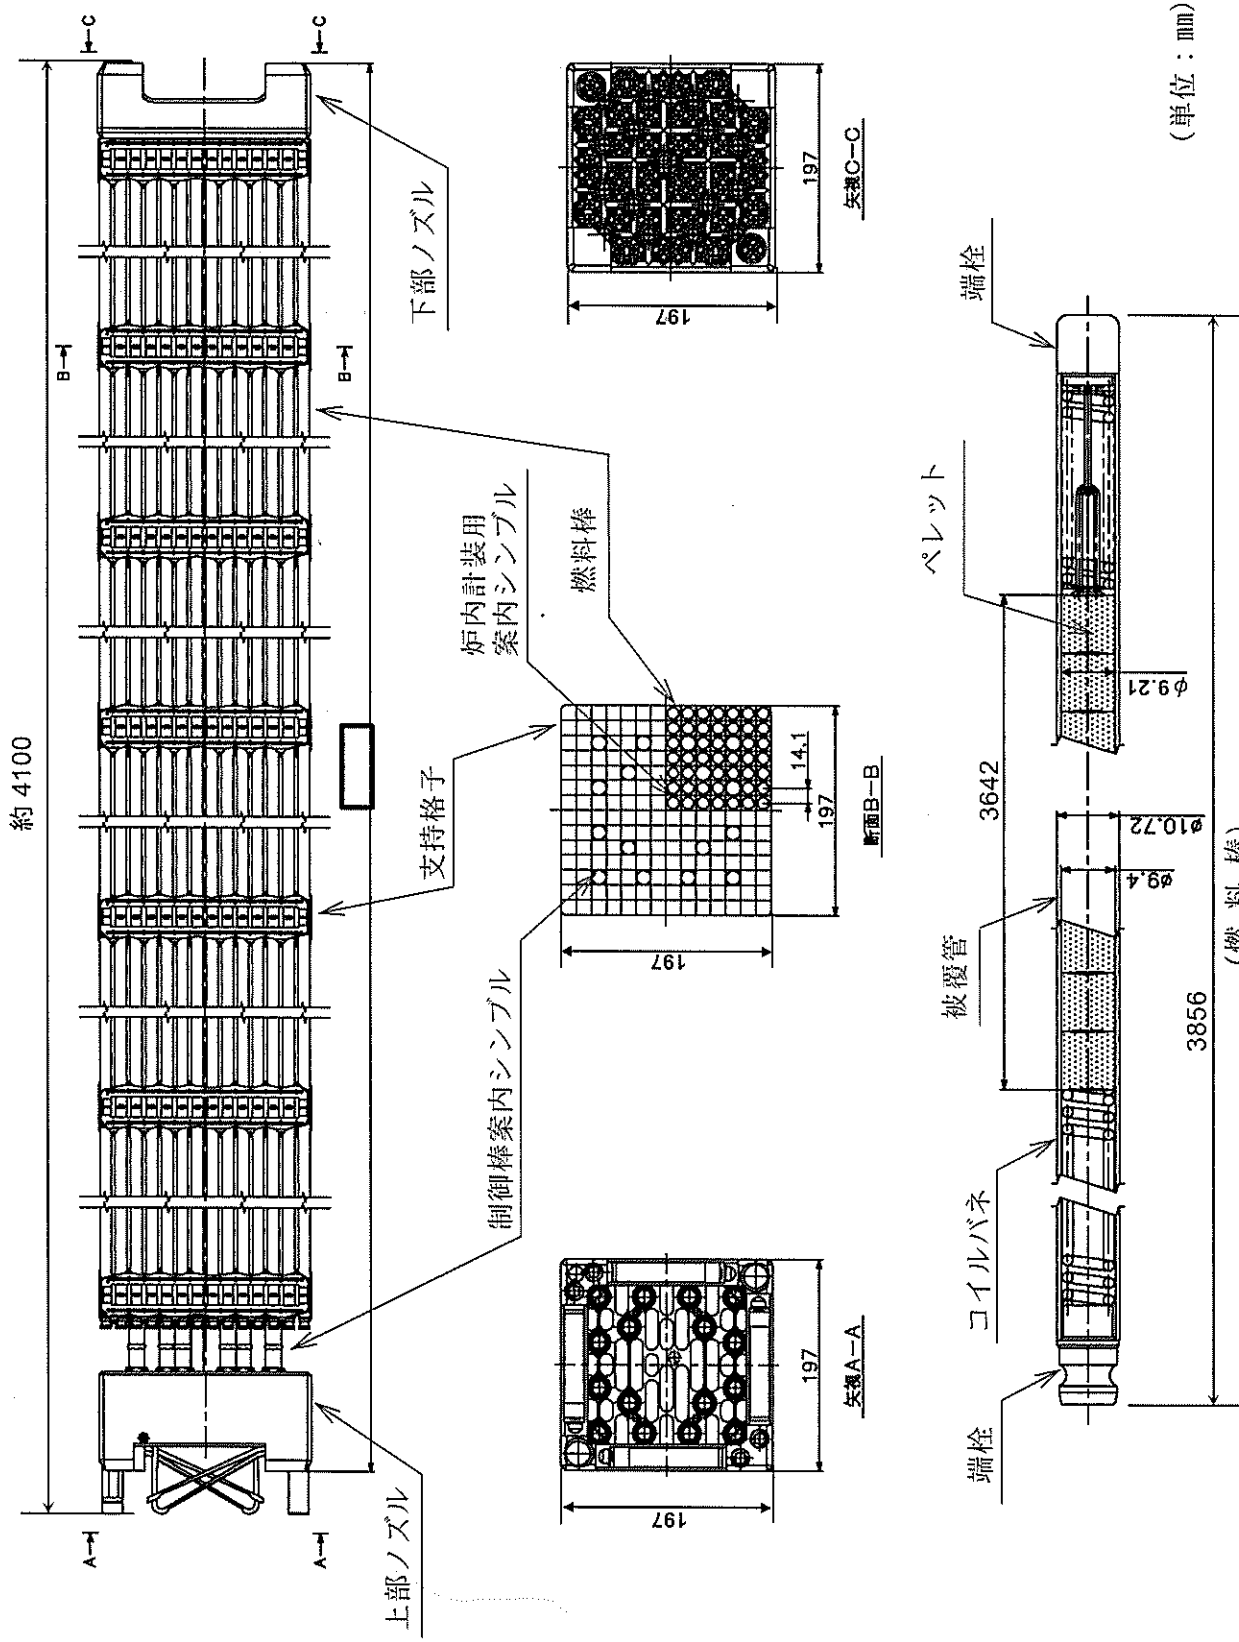 約 4100
C
C
B
B
A
A
下部ノズル
燃料棒
炉内計装用
案内シンブル
支持格子
制御棒案内シンブル
上部ノズル
197
197
矢視A-A
197
14.1
197
断面B-B
197
197
矢視C-C
(単位:mm)
端栓
コイルバネ
被覆管
ペレット
端栓
3642
φ9.4
φ10.72
φ9.21
3856
(燃 料 棒)